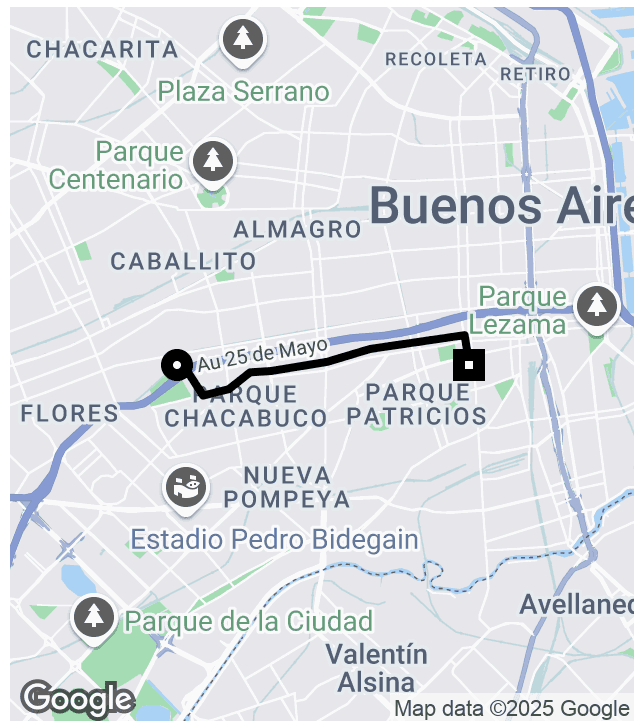 CHACARITA
RECOLETA
RETIRO
Plaza Serrano
Parque
Centenario
Buenos Aire
ALMAGRO
CABALLITO
Parque
Lezama
Au 25 de Mayo
FLORES
PARQUE
CHACABUCO
PARQUE
PATRICIOS
NUEVA
POMPEYA
Estadio Pedro Bidegain
Avellaned
Parque de la Ciudad
Valentín
Alsina
Google
Map data ©2025 Google